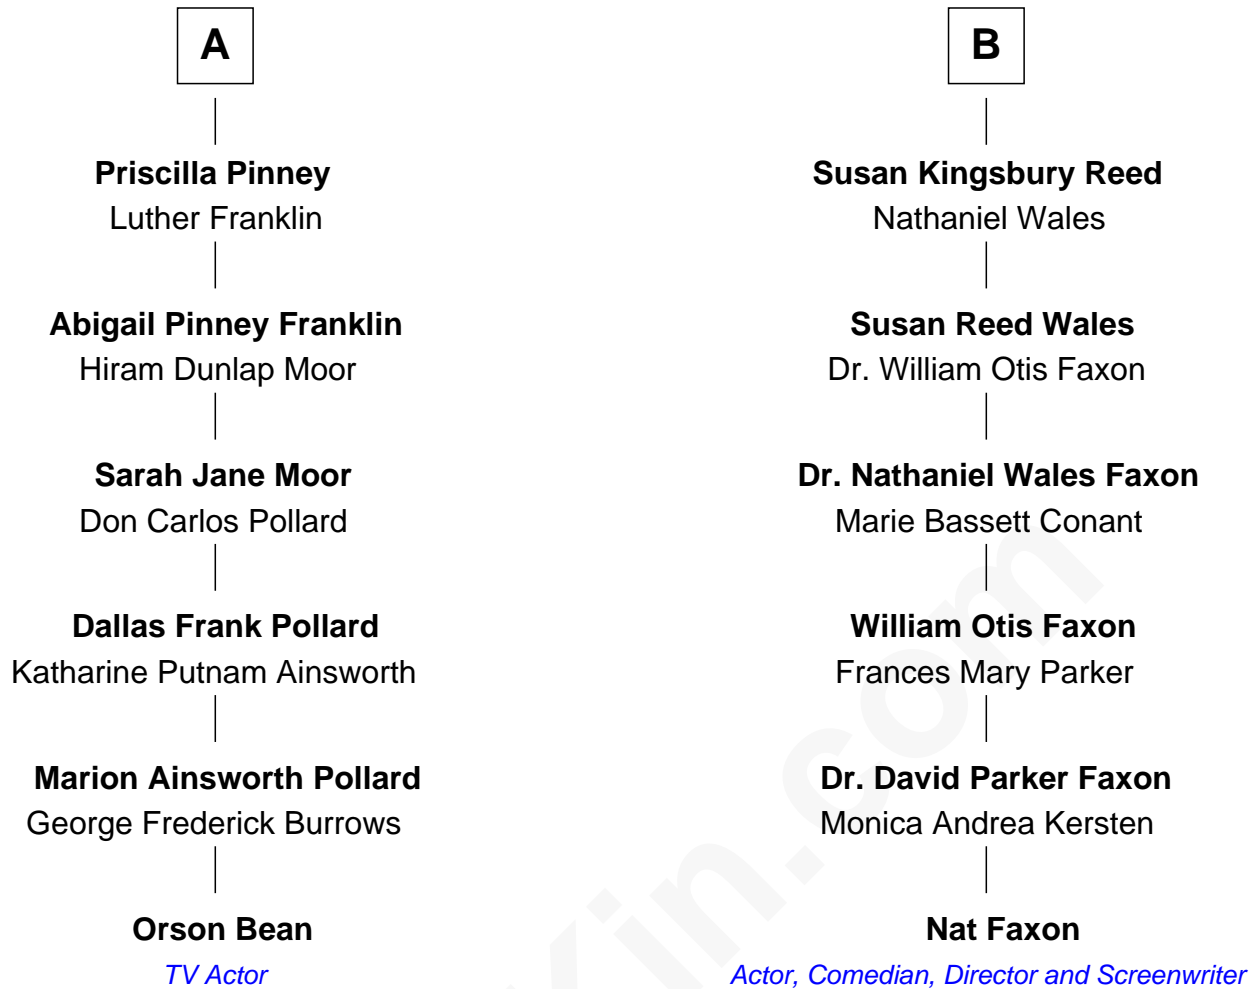 A
Priscilla Pinney
Luther Franklin
Abigail Pinney Franklin
Hiram Dunlap Moor
Sarah Jane Moor
Don Carlos Pollard
Dallas Frank Pollard
Katharine Putnam Ainsworth
Marion Ainsworth Pollard
George Frederick Burrows
Orson Bean
TV Actor
B
Susan Kingsbury Reed
Nathaniel Wales
Susan Reed Wales
Dr. William Otis Faxon
Dr. Nathaniel Wales Faxon
Marie Bassett Conant
William Otis Faxon
Frances Mary Parker
Dr. David Parker Faxon
Monica Andrea Kersten
Nat Faxon
Actor, Comedian, Director and Screenwriter